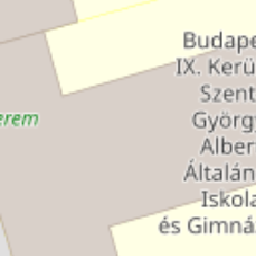 Budape
IX. Kerü
Szent
György
Alber
Általán
Iskola
és Gimná
erem